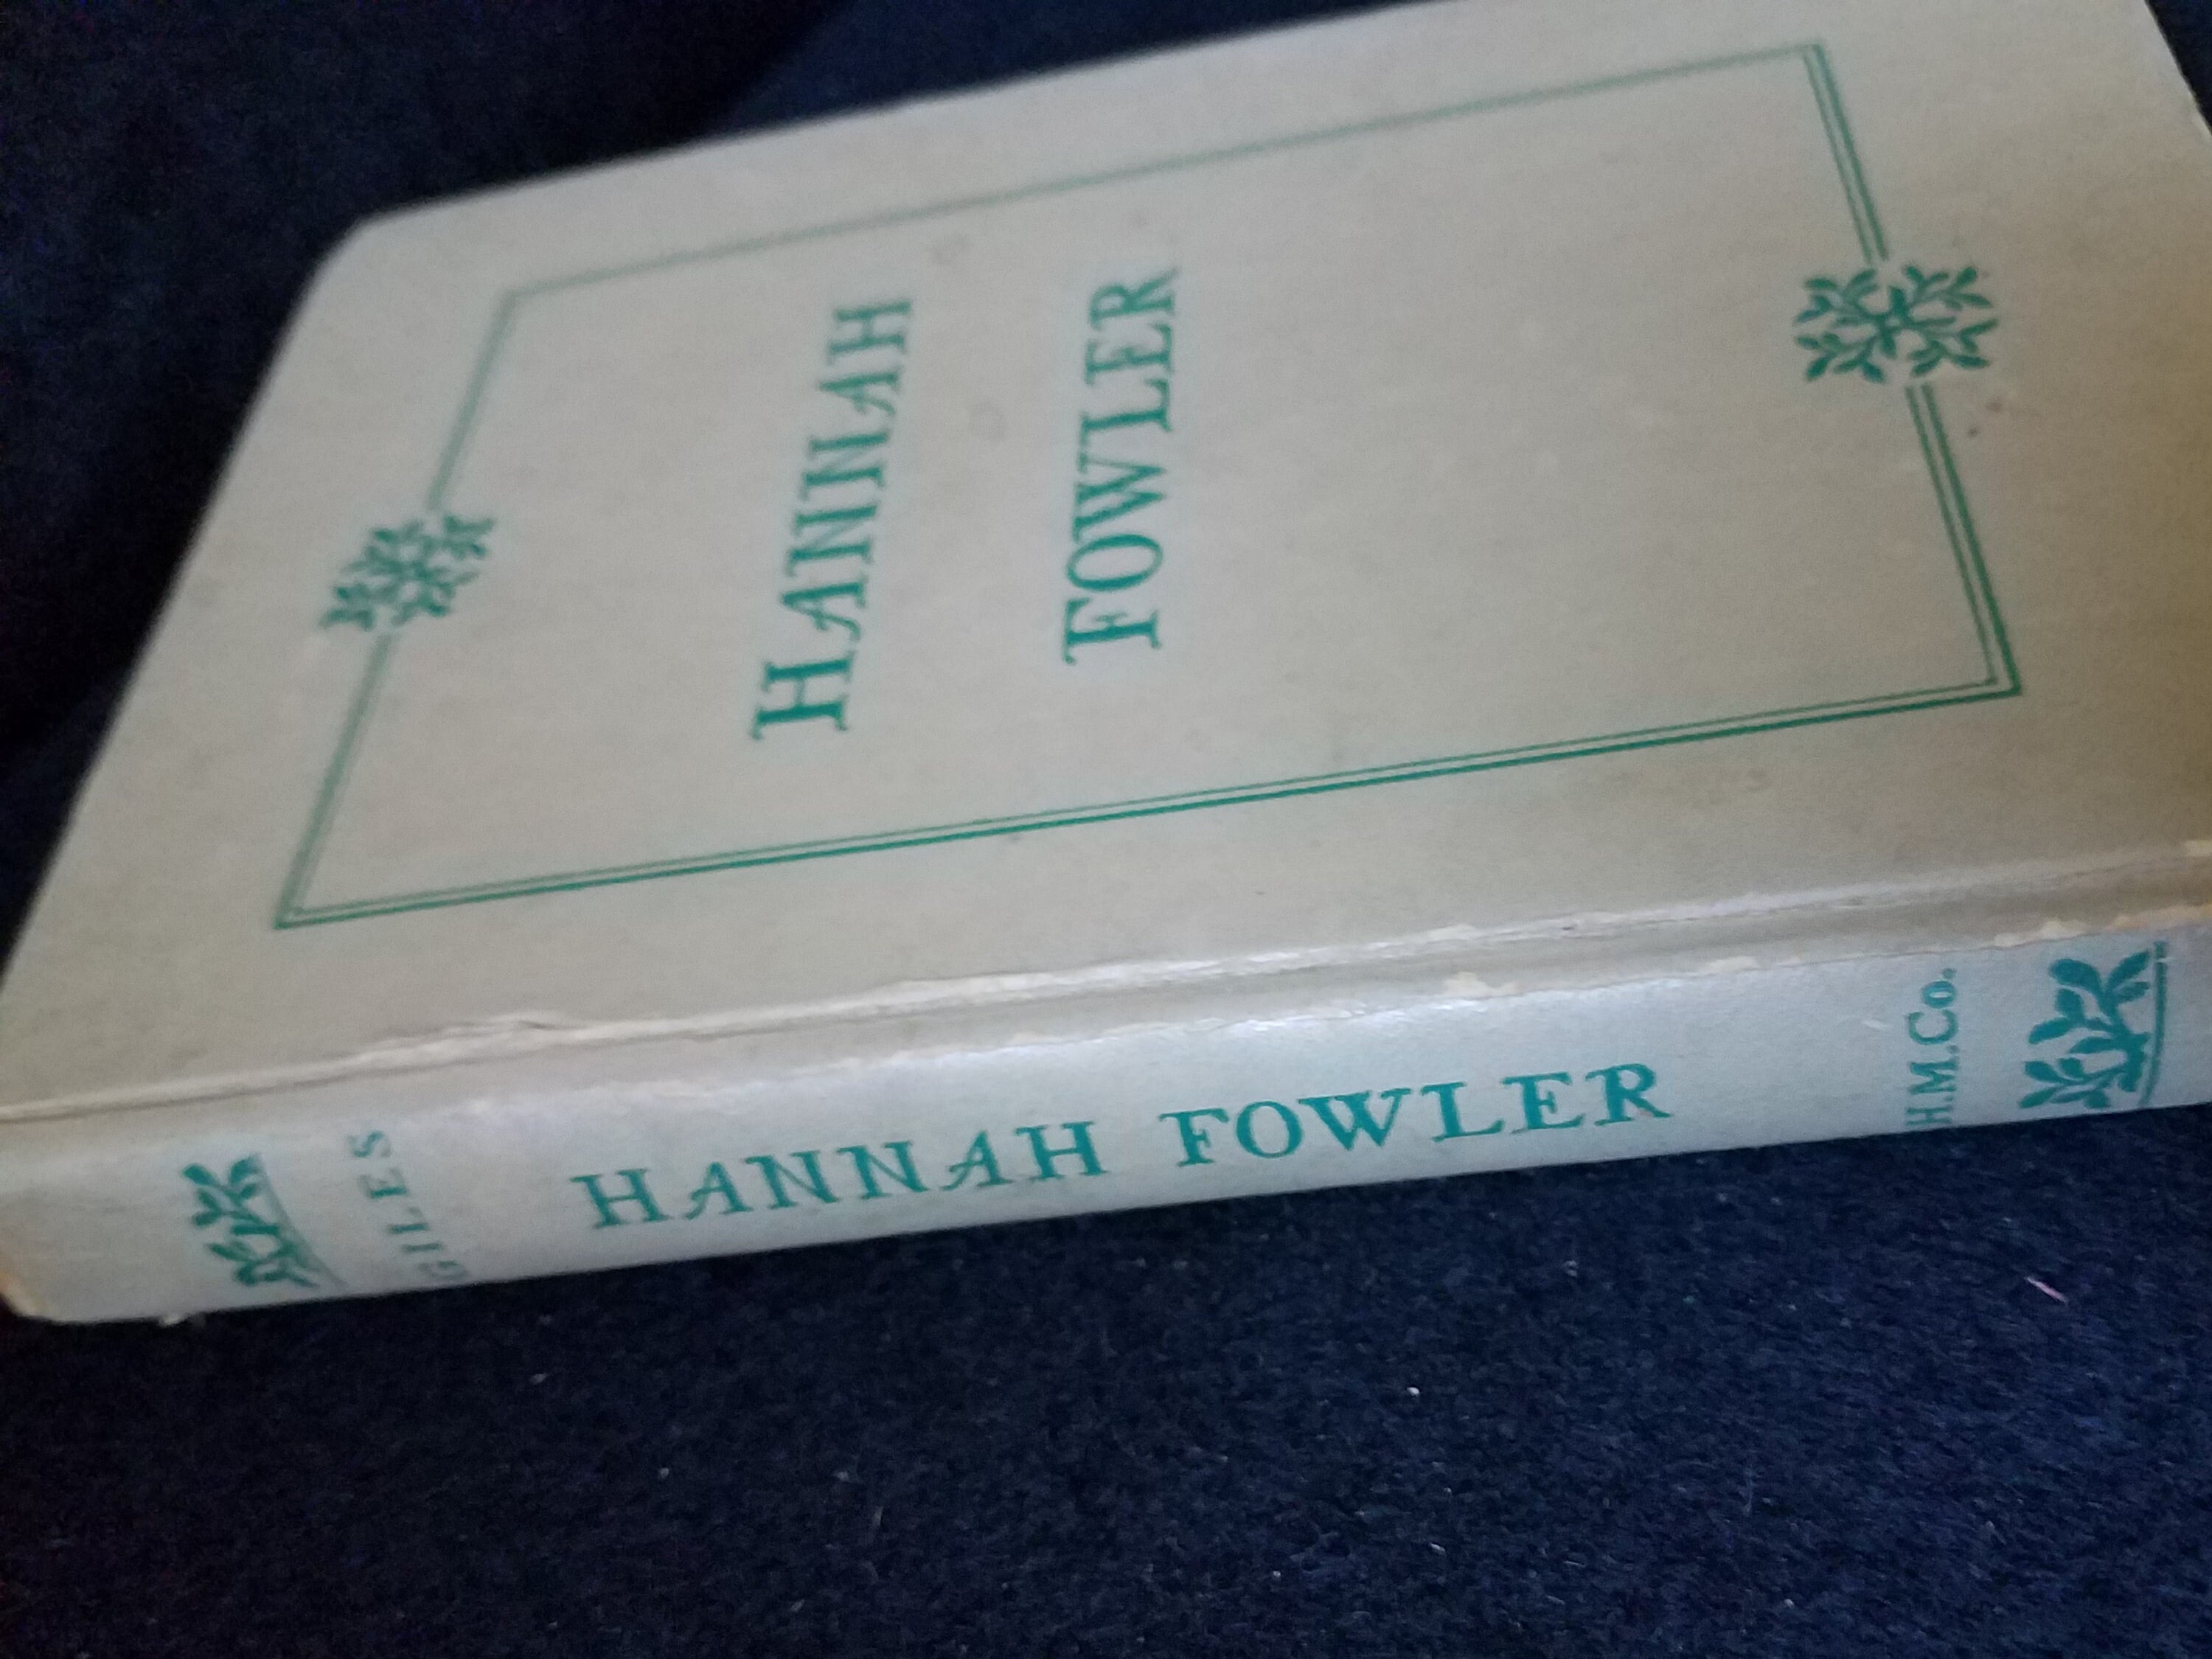 HANNAH
FOWLER
GILES
HANNAH FOWLER
H.M.Co.